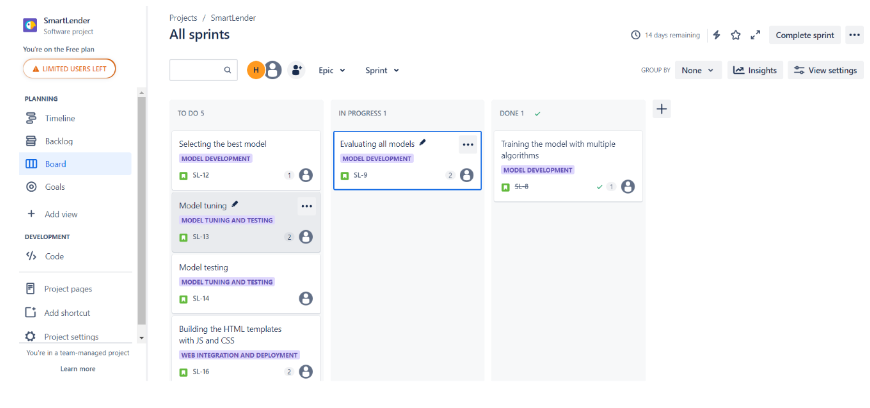 SmartLender
Software project
You're on the Free plan
LIMITED USERS LEFT
PLANNING
Timeline
Backlog
Board
Goals
Add view
DEVELOPMENT
Code
Project pages
Add shortcut
Project settings
You're in a team-managed project
Learn more
Projects / SmartLender
All sprints
14 days remaining
Complete sprint
H
Epic
Sprint
GROUP BY
None
Insights
View settings
TO DO 5
Selecting the best model
MODEL DEVELOPMENT
SL-12 1
Model tuning
MODEL TUNING AND TESTING
SL-13 2
Model testing
MODEL TUNING AND TESTING
SL-14
Building the HTML templates
with JS and CSS
WEB INTEGRATION AND DEPLOYMENT
SL-16 2
IN PROGRESS 1
Evaluating all models
MODEL DEVELOPMENT
SL-9 2
DONE 1
Training the model with multiple
algorithms
MODEL DEVELOPMENT
SL-8 1